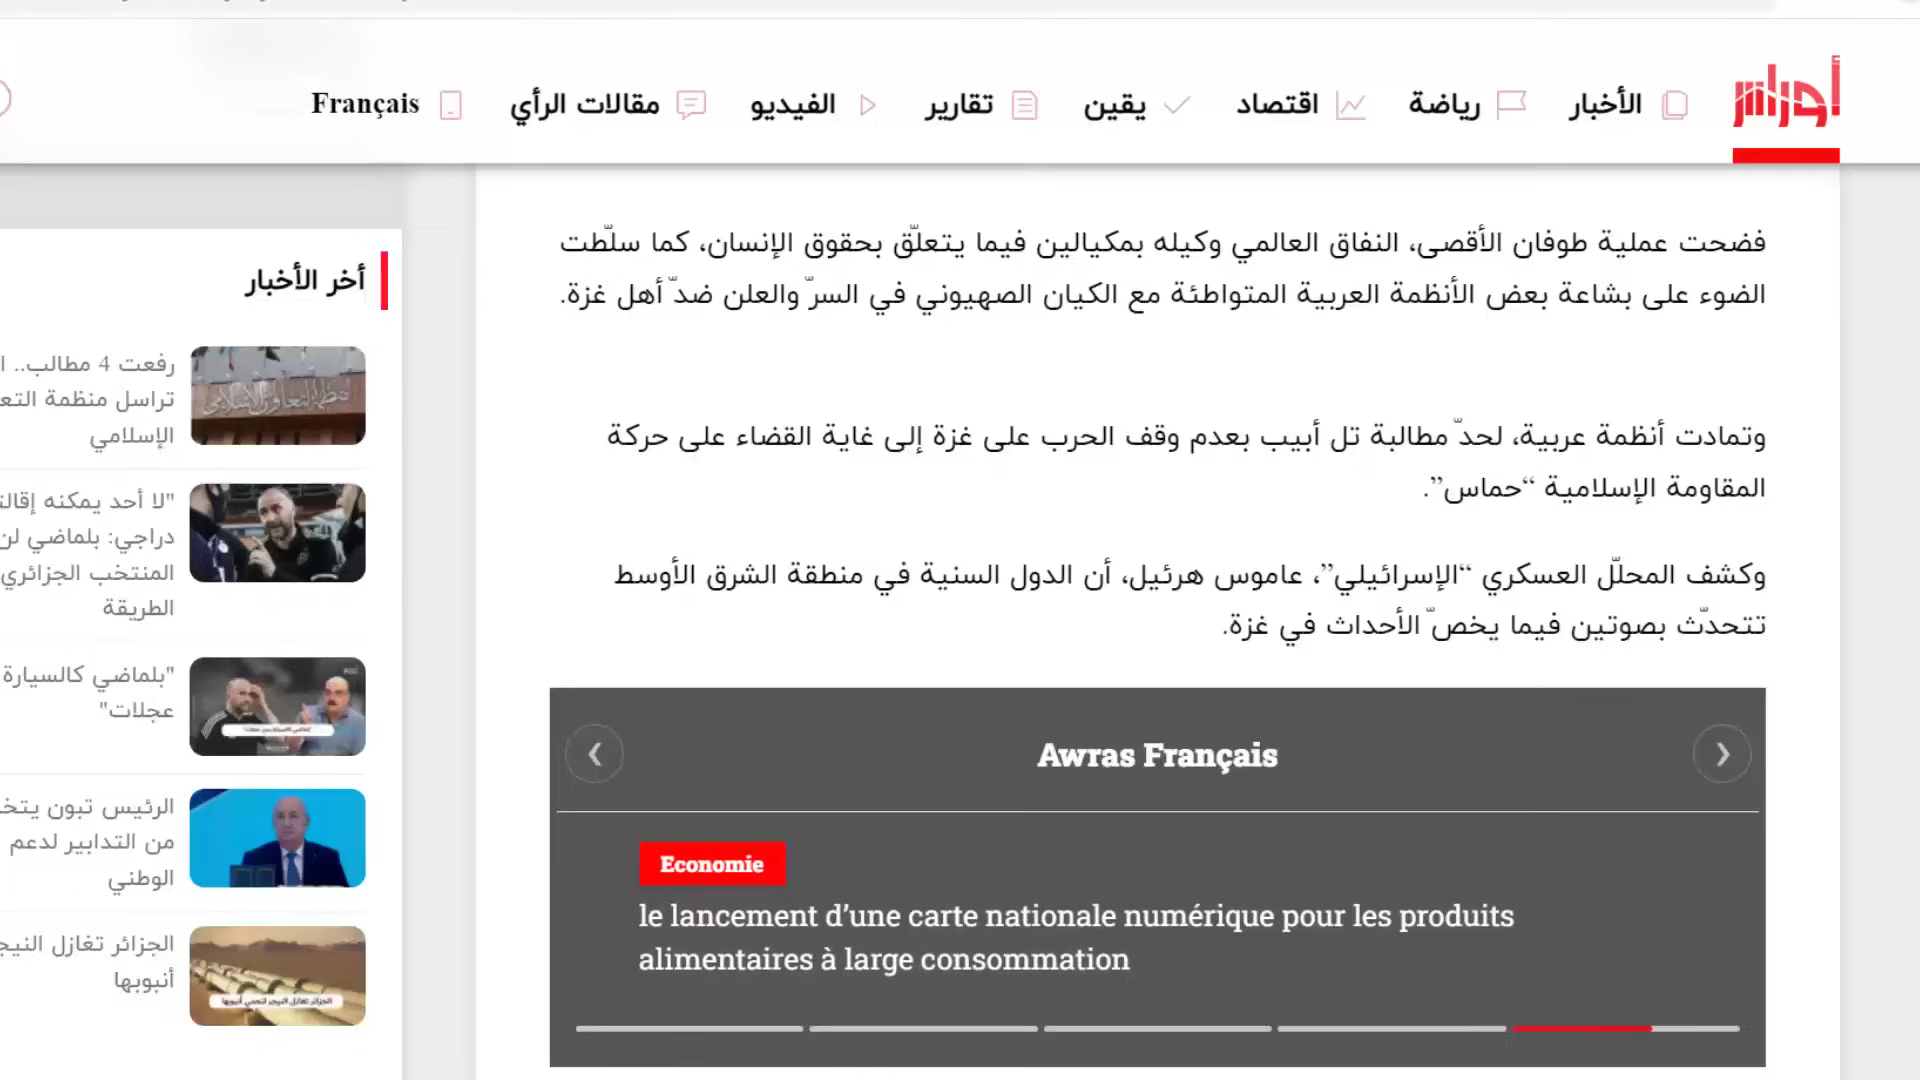 أوراس
الأخبار
رياضة
اقتصاد
يقين
تقارير
الفيديو
مقالات الرأي
Français
فضحت عملية طوفان الأقصى، النفاق العالمي وكيله بمكيالين فيما يتعلّق بحقوق الإنسان، كما سلّطت
الضوء على بشاعة بعض الأنظمة العربية المتواطئة مع الكيان الصهيوني في السرّ والعلن ضدّ أهل غزة.
وتمادت أنظمة عربية، لحدّ مطالبة تل أبيب بعدم وقف الحرب على غزة إلى غاية القضاء على حركة
المقاومة الإسلامية “حماس”.
وكشف المحلّل العسكري “الإسرائيلي”، عاموس هرئيل، أن الدول السنية في منطقة الشرق الأوسط
تتحدّث بصوتين فيما يخصّ الأحداث في غزة.
Awras Français
Economie
le lancement d’une carte nationale numérique pour les produits
alimentaires à large consommation
أخر الأخبار
رفعت 4 مطالب..
تراسل منظمة
الإسلامي
"لا أحد يمكنه
دراجي: بلماضي لن
المنتخب الجزائري
الطريقة
"بلماضي كالسيارة
عجلات"
الرئيس تبون
من التدابير لدعم
الوطني
الجزائر تغازل
أنبوبها
الجزائر تغازل النيجر لتحمي أنبوبها